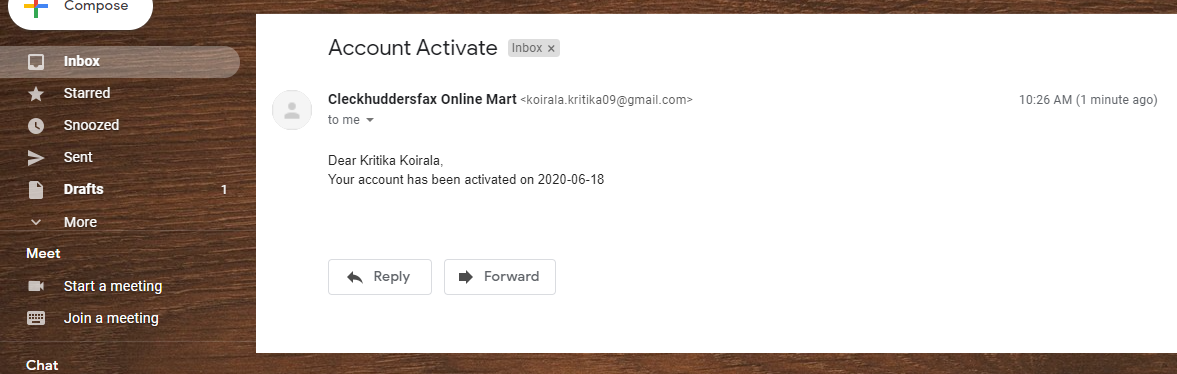 Compose
Inbox
Starred
Snoozed
Sent
Drafts 1
More
Meet
Start a meeting
Join a meeting
Chat
Account Activate Inbox x
Cleckhuddersfax Online Mart <koirala.kritika09@gmail.com> 10:26 AM (1 minute ago)
to me
Dear Kritika Koirala,
Your account has been activated on 2020-06-18
Reply Forward